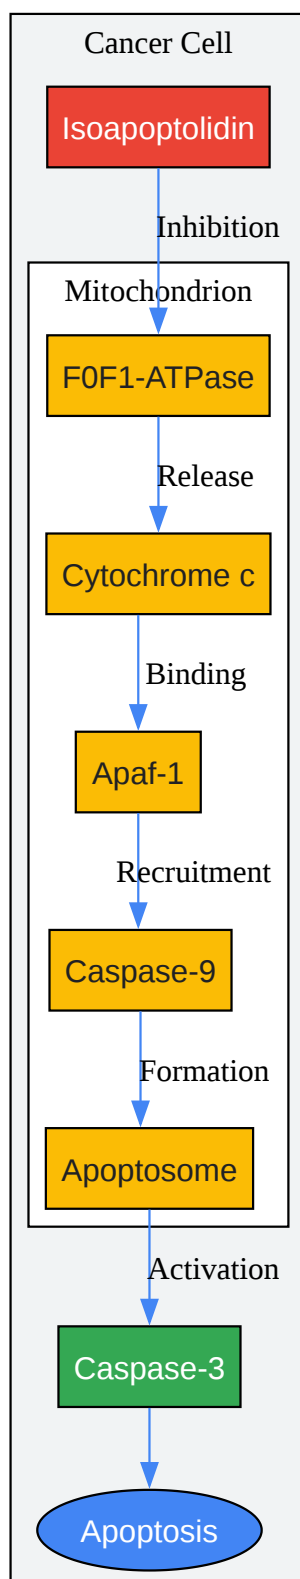 Cancer Cell
Isoapoptolidin
Inhibition
Mitochondrion
F0F1-ATPase
Release
Cytochrome c
Binding
Apaf-1
Recruitment
Caspase-9
Formation
Apoptosome
Activation
Caspase-3
Apoptosis